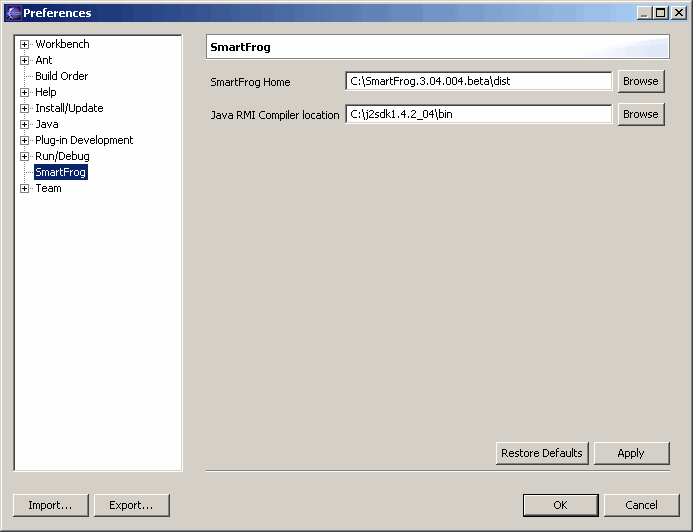 Preferences
Workbench
Ant
Build Order
Help
Install/Update
Java
Plug-in Development
Run/Debug
SmartFrog
Team
SmartFrog
SmartFrog Home C:\SmartFrog.3.04.004.beta\dist Browse
Java RMI Compiler location C:\j2sdk1.4.2_04\bin Browse
Restore Defaults Apply
Import... Export... OK Cancel